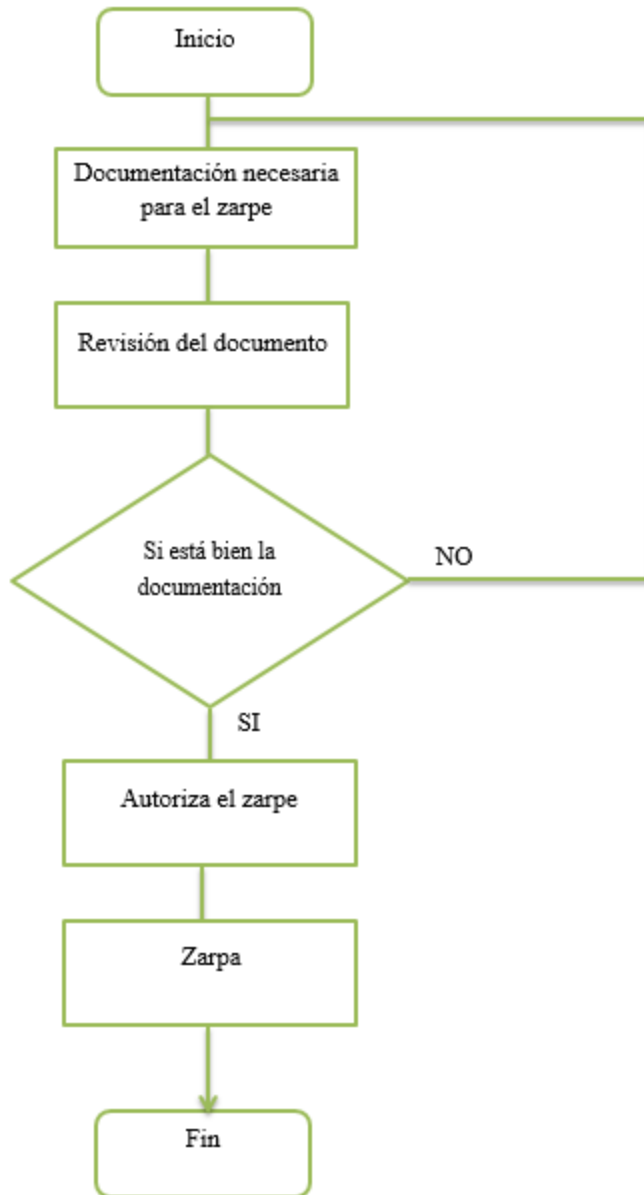 Inicio
Documentación necesaria
para el zarpe
Revisión del documento
Si está bien la
documentación
NO
SI
Autoriza el zarpe
Zarpa
Fin